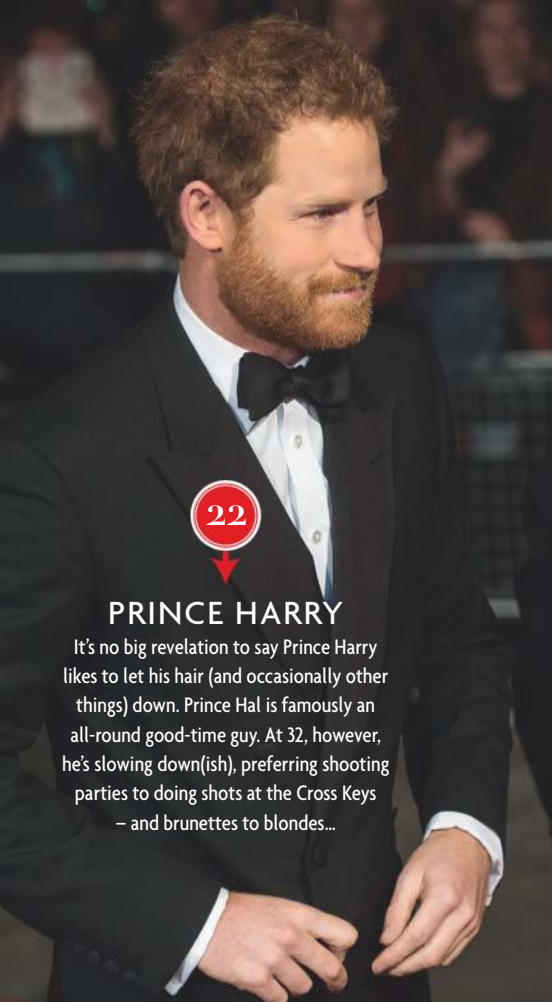 22
PRINCE HARRY
It's no big revelation to say Prince Harry
likes to let his hair (and occasionally other
things) down. Prince Hal is famously an
all-round good-time guy. At 32, however,
he's slowing down(ish), preferring shooting
parties to doing shots at the Cross Keys
– and brunettes to blondes...